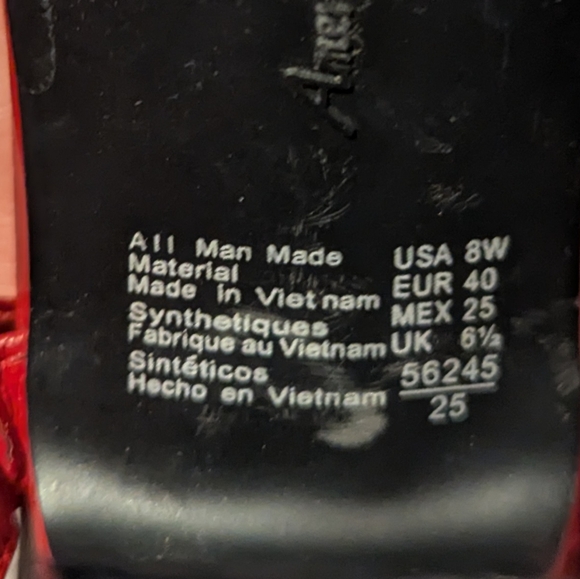 Amer
All Man Made
Material
Made in Vietnam
Synthetiques
Fabrique au Vietnam
Sintéticos
Hecho en Vietnam
USA 8W
EUR 40
MEX 25
UK 6½
56245
25